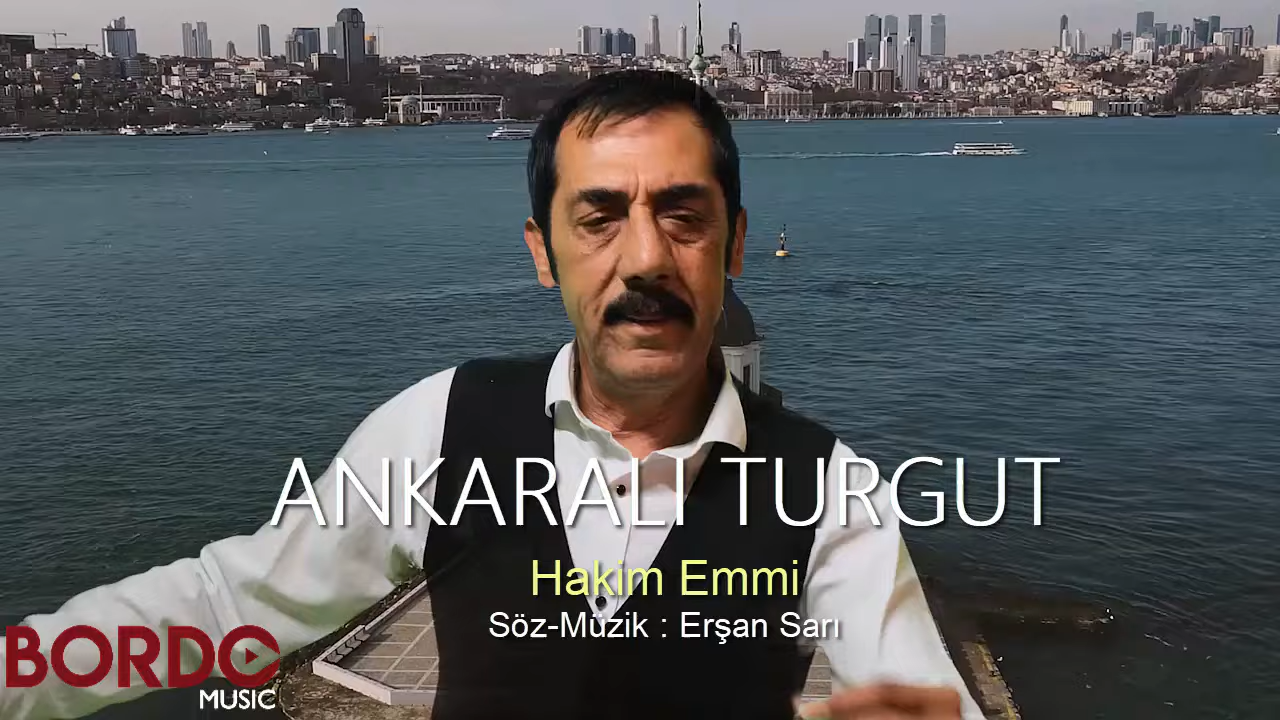 ANKARALI TURGUT
Hakim Emmi
Söz-Müzik : Erşan Sarı
BORDO
MUSIC